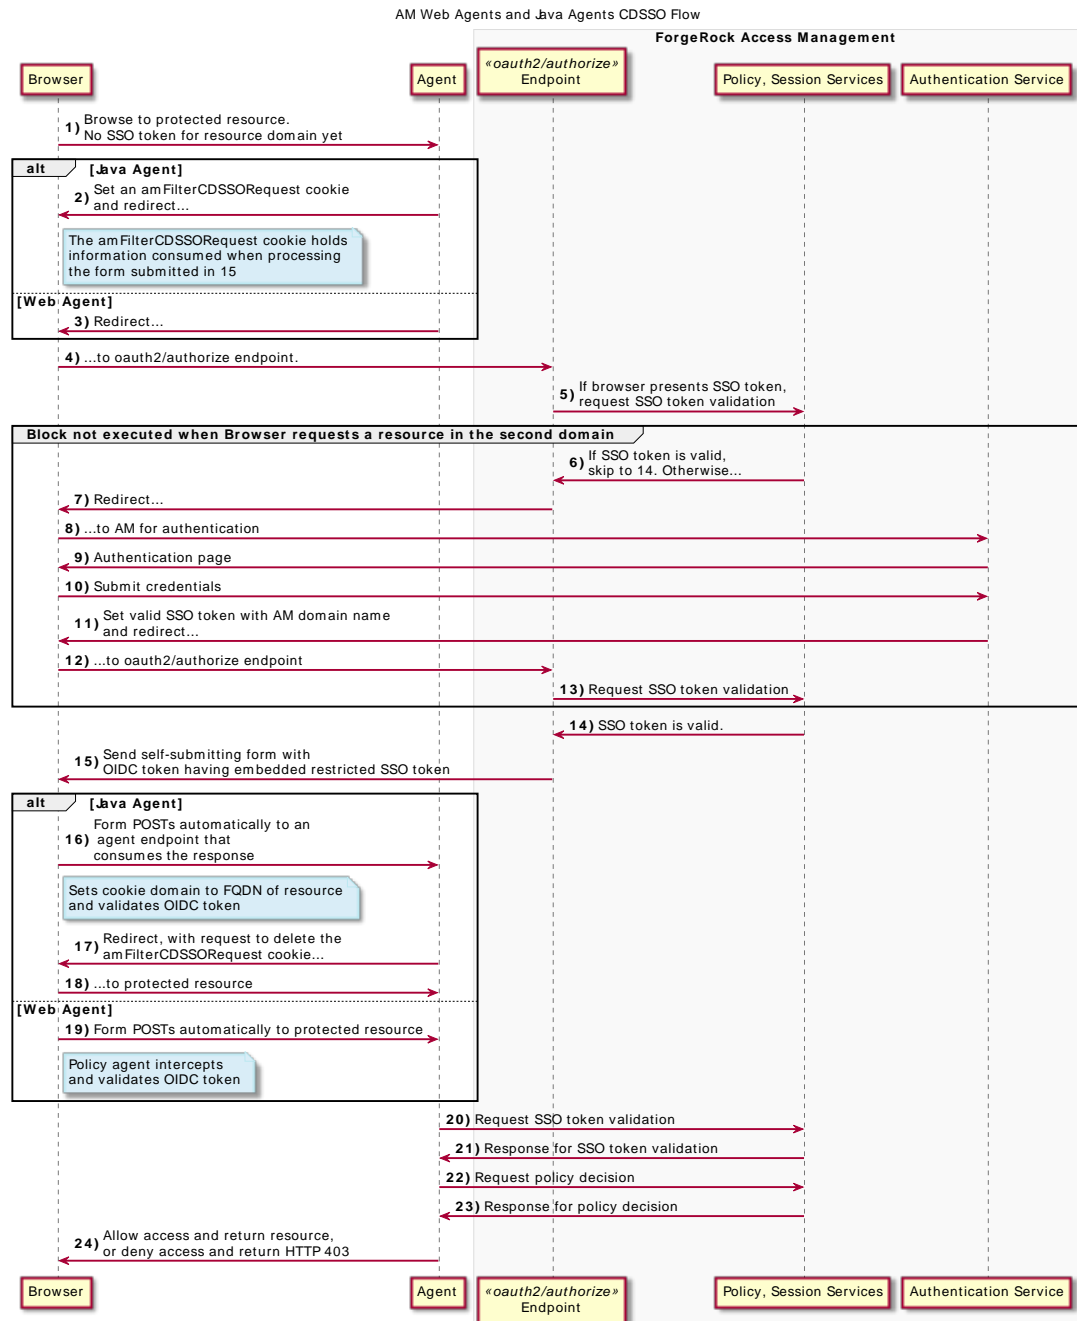 AM Web Agents and Java Agents CDSSO Flow
ForgeRock Access Management
Browser
Agent
«oauth2/authorize»
Endpoint
Policy, Session Services
Authentication Service
1) Browse to protected resource.
No SSO token for resource domain yet
alt [Java Agent]
2) Set an amFilterCDSSORequest cookie
and redirect...
The amFilterCDSSORequest cookie holds
information consumed when processing
the form submitted in 15
[Web Agent]
3) Redirect...
4) ...to oauth2/authorize endpoint.
5) If browser presents SSO token,
request SSO token validation
Block not executed when Browser requests a resource in the second domain
6) If SSO token is valid,
skip to 14. Otherwise...
7) Redirect...
8) ...to AM for authentication
9) Authentication page
10) Submit credentials
11) Set valid SSO token with AM domain name
and redirect...
12) ...to oauth2/authorize endpoint
13) Request SSO token validation
14) SSO token is valid.
15) Send self-submitting form with
OIDC token having embedded restricted SSO token
alt [Java Agent]
16) Form POSTs automatically to an
agent endpoint that
consumes the response
Sets cookie domain to FQDN of resource
and validates OIDC token
17) Redirect, with request to delete the
amFilterCDSSORequest cookie...
18) ...to protected resource
[Web Agent]
19) Form POSTs automatically to protected resource
Policy agent intercepts
and validates OIDC token
20) Request SSO token validation
21) Response for SSO token validation
22) Request policy decision
23) Response for policy decision
24) Allow access and return resource,
or deny access and return HTTP 403
Browser
Agent
«oauth2/authorize»
Endpoint
Policy, Session Services
Authentication Service